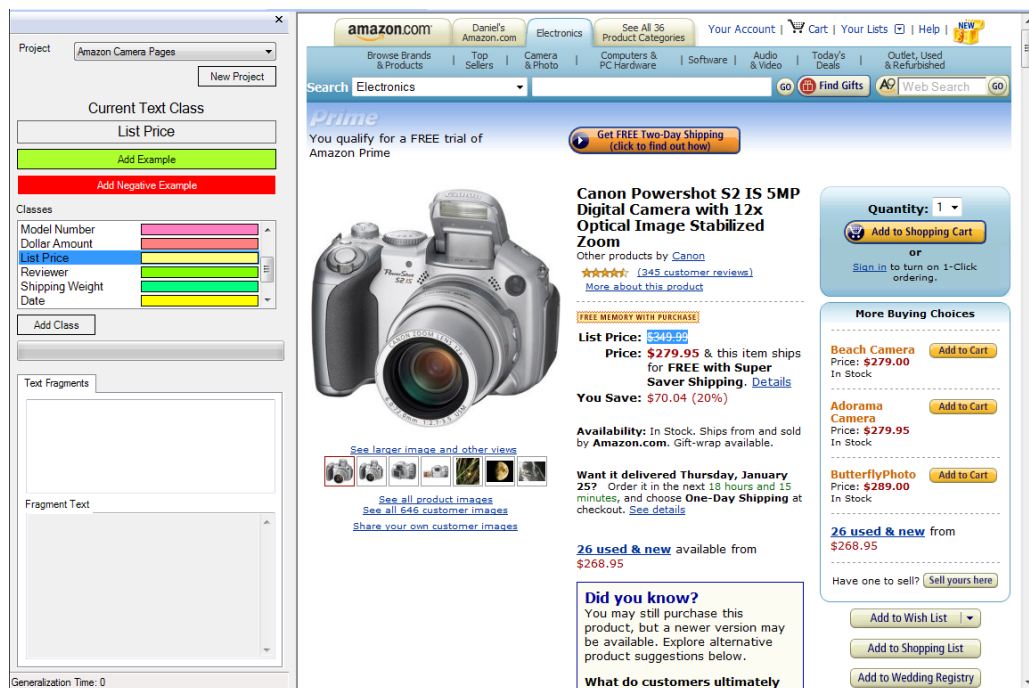 ×
Project
Amazon Camera Pages
New Project
Current Text Class
List Price
Add Example
Add Negative Example
Classes
Model Number
Dollar Amount
List Price
Reviewer
Shipping Weight
Date
Add Class
Text Fragments
Fragment Text
Generalization Time: 0
amazon.com
Daniel's
Amazon.com
Electronics
See All 36
Product Categories
Your Account | Cart | Your Lists | Help | NEW
Browse Brands
& Products
| Top
Sellers
| Camera
& Photo
| Computers &
PC Hardware
| Software |
Audio
& Video
| Today's
Deals
| Outlet, Used
& Refurbished
Search Electronics GO Find Gifts A9 Web Search GO
Prime
You qualify for a FREE trial of
Amazon Prime
Get FREE Two-Day Shipping
(click to find out how)
PowerShot
S2 IS
CANON ZOOM LENS 12x
See larger image and other views
See all product images
See all 646 customer images
Share your own customer images
Canon Powershot S2 IS 5MP
Digital Camera with 12x
Optical Image Stabilized
Zoom
Other products by Canon
(345 customer reviews)
More about this product
FREE MEMORY WITH PURCHASE
List Price: $349.99
Price: $279.95 & this item ships
for FREE with Super
Saver Shipping. Details
You Save: $70.04 (20%)
Availability: In Stock. Ships from and sold
by Amazon.com. Gift-wrap available.
Want it delivered Thursday, January
25? Order it in the next 18 hours and 15
minutes, and choose One-Day Shipping at
checkout. See details
26 used & new available from
$268.95
Did you know?
You may still purchase this
product, but a newer version may
be available. Explore alternative
product suggestions below.
What do customers ultimately
Quantity: 1
Add to Shopping Cart
or
Sign in to turn on 1-Click
ordering.
More Buying Choices
Beach Camera Add to Cart
Price: $279.00
In Stock
Adorama
Camera
Add to Cart
Price: $279.95
In Stock
ButterflyPhoto Add to Cart
Price: $289.00
In Stock
26 used & new from
$268.95
Have one to sell? Sell yours here
Add to Wish List
Add to Shopping List
Add to Wedding Registry